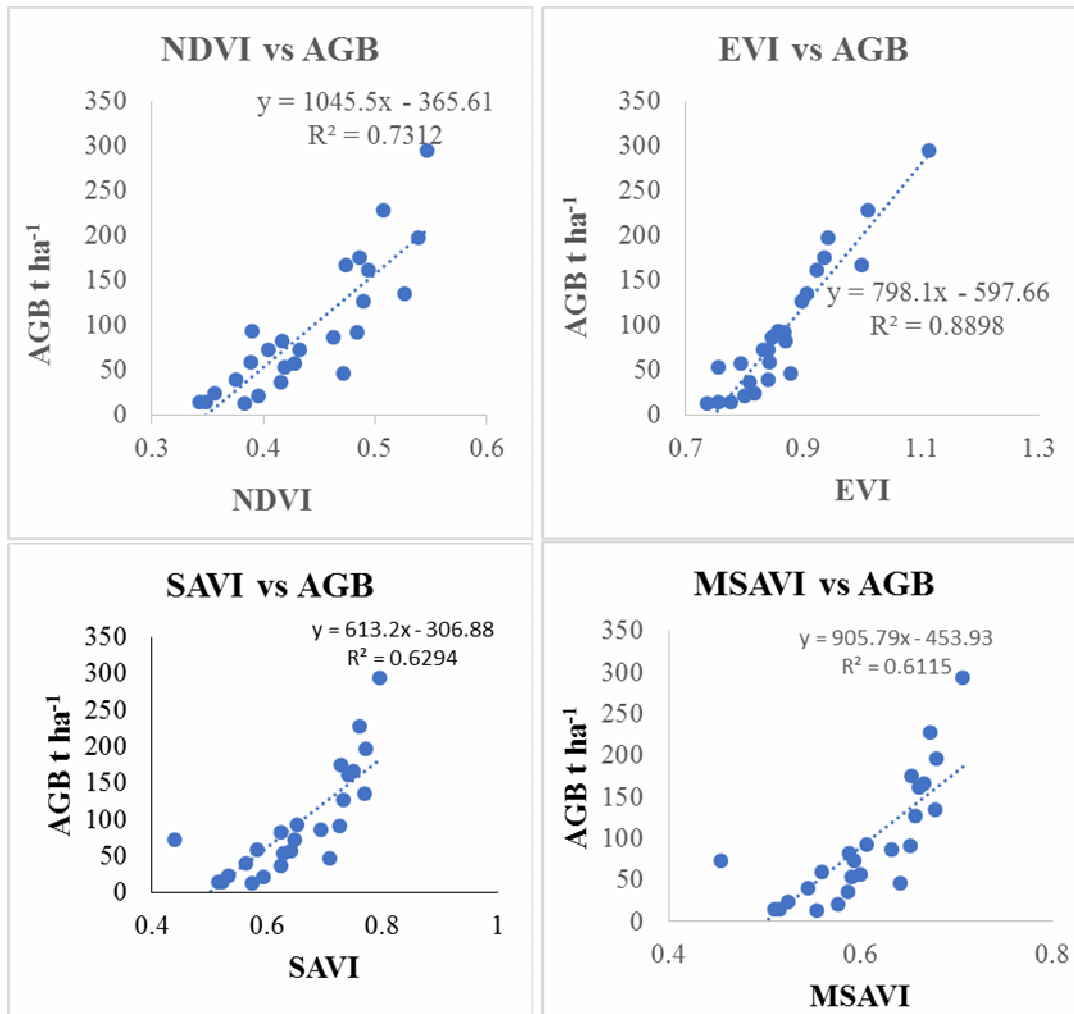 NDVI vs AGB
y = 1045.5x - 365.61
R² = 0.7312
350
300
250
200
150
100
50
0
AGB t ha⁻¹
0.3 0.4 0.5 0.6
NDVI
EVI vs AGB
350
300
250
200
150
100
50
0
AGB t ha⁻¹
y = 798.1x - 597.66
R² = 0.8898
0.7 0.9 1.1 1.3
EVI
SAVI vs AGB
y = 613.2x - 306.88
R² = 0.6294
350
300
250
200
150
100
50
0
AGB t ha⁻¹
0.4 0.6 0.8 1
SAVI
MSAVI vs AGB
y = 905.79x - 453.93
R² = 0.6115
350
300
250
200
150
100
50
0
AGB t ha⁻¹
0.4 0.6 0.8
MSAVI